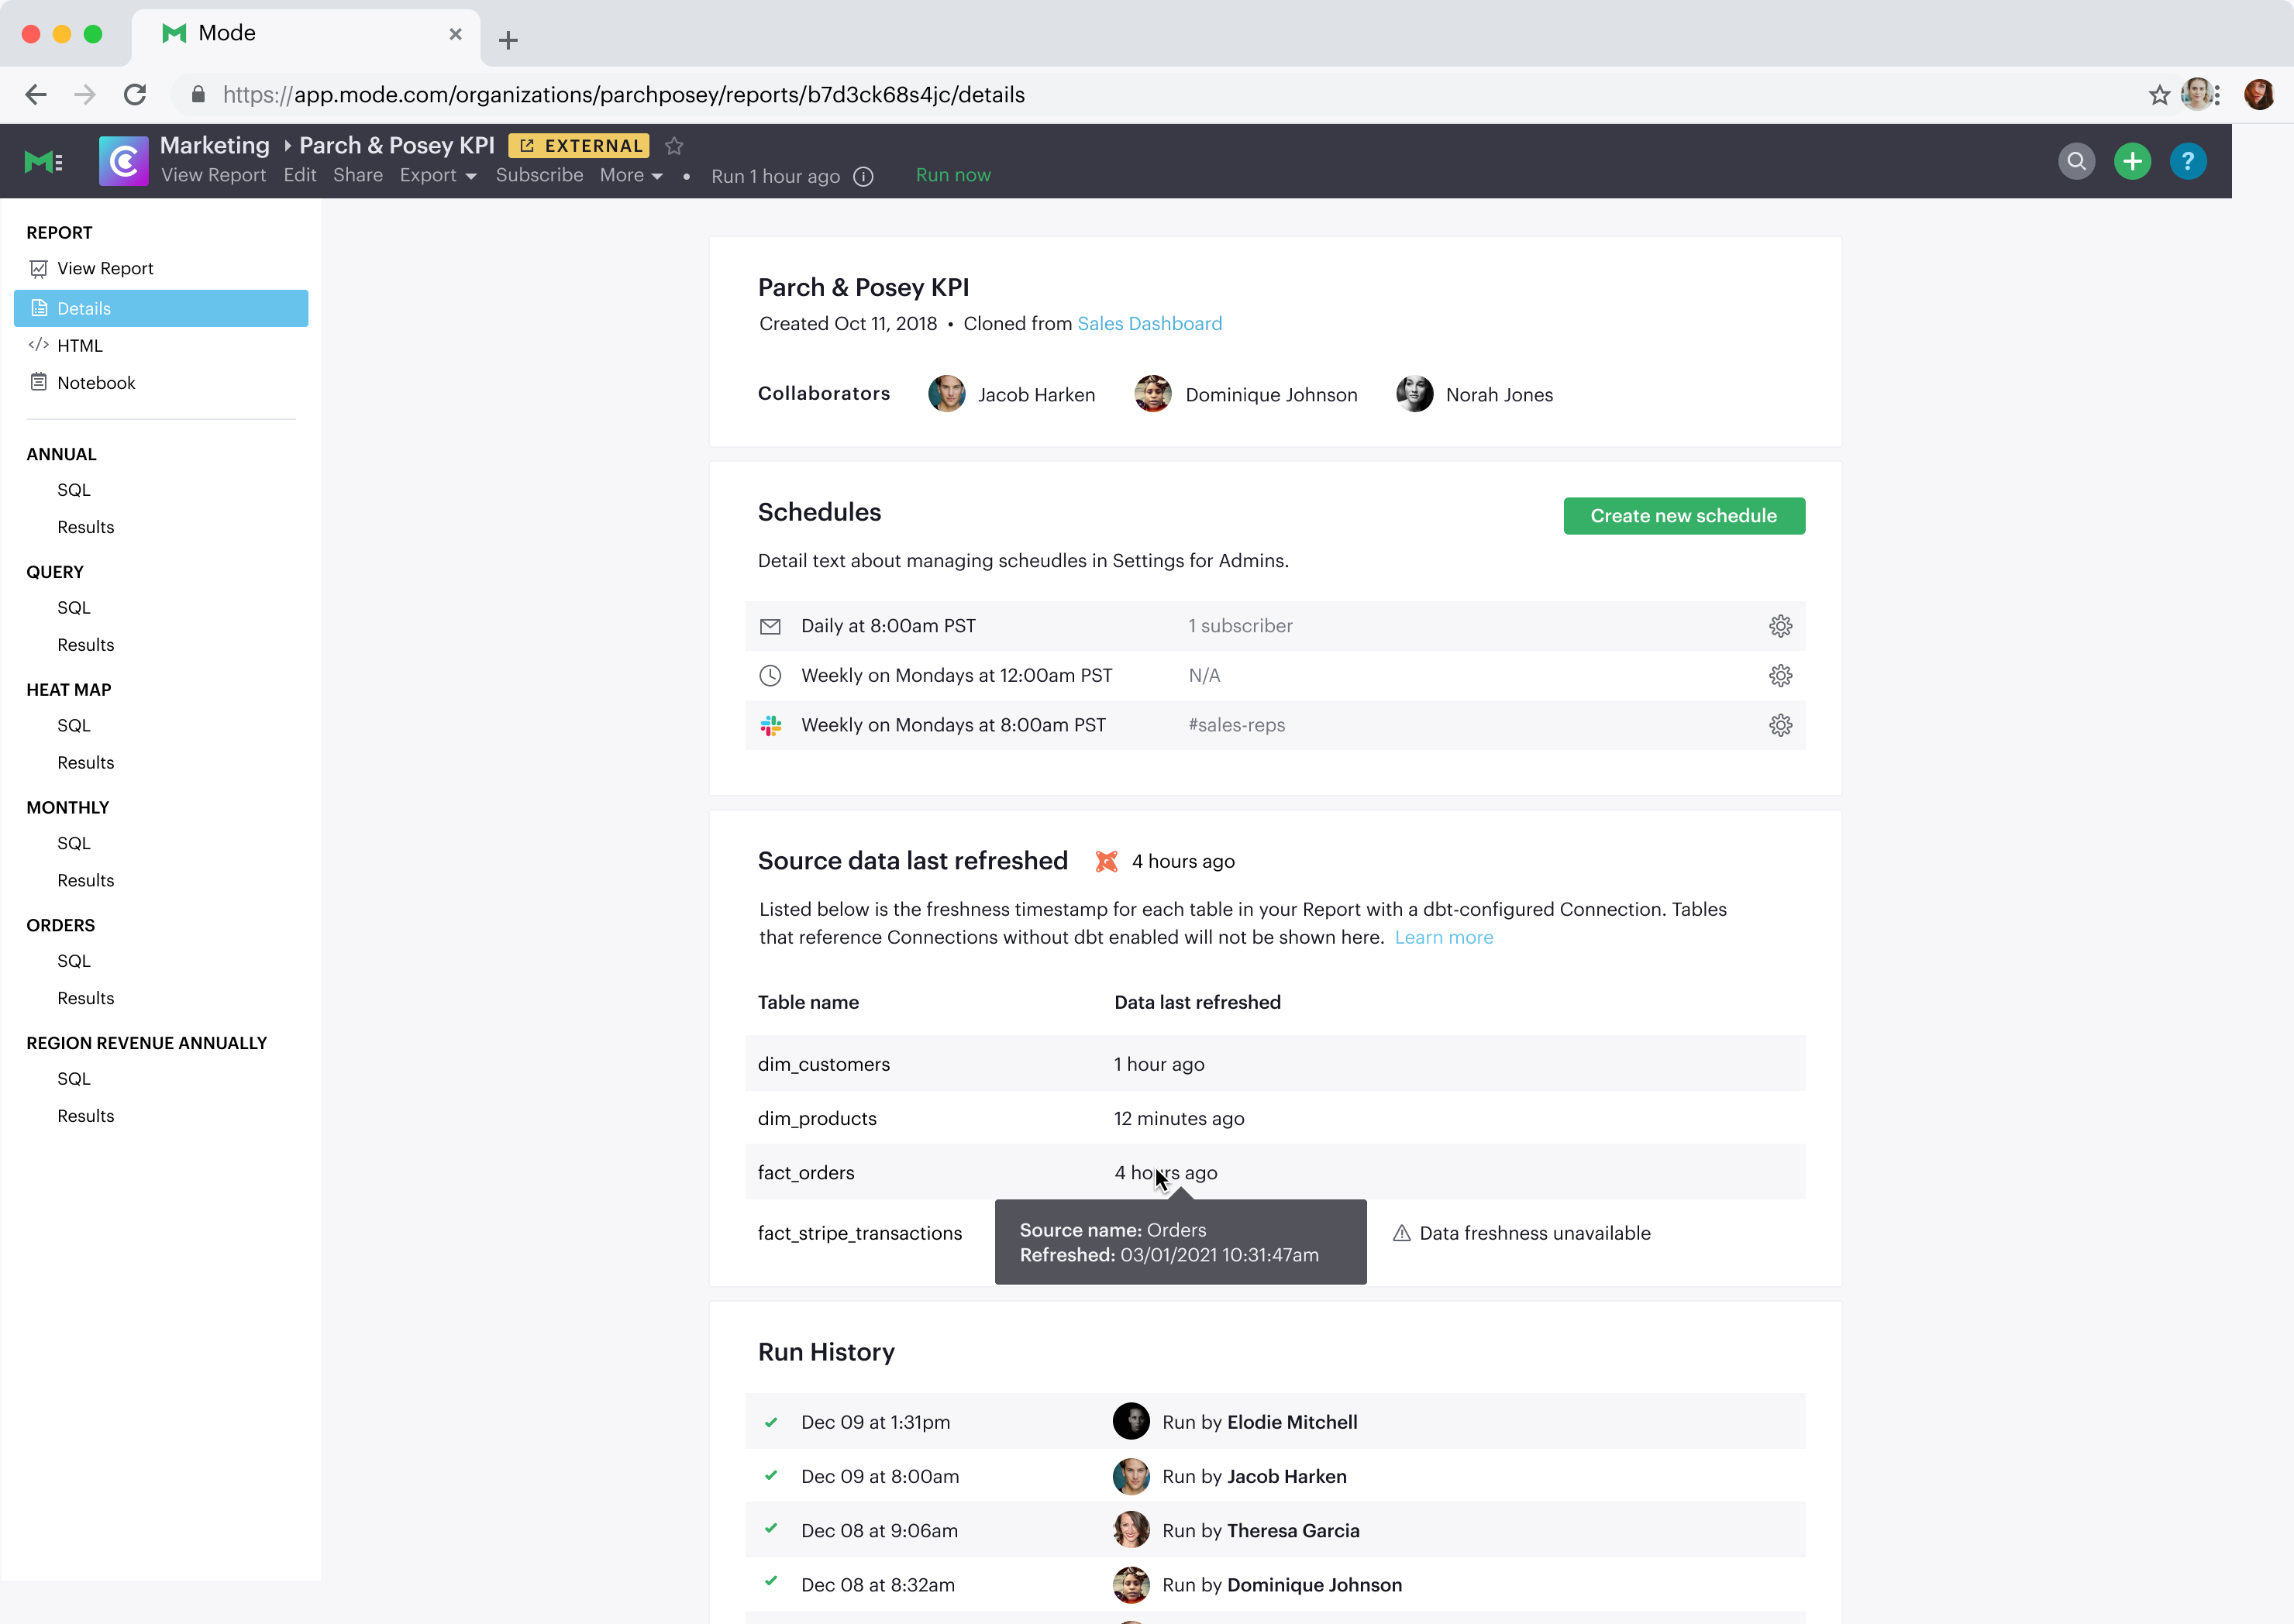 Mode
https://app.mode.com/organizations/parchposey/reports/b7d3ck68s4jc/details
Marketing Parch & Posey KPI EXTERNAL
View Report Edit Share Export Subscribe More • Run 1 hour ago Run now
?
REPORT
View Report
Details
HTML
Notebook
ANNUAL
SQL
Results
QUERY
SQL
Results
HEAT MAP
SQL
Results
MONTHLY
SQL
Results
ORDERS
SQL
Results
REGION REVENUE ANNUALLY
SQL
Results
Parch & Posey KPI
Created Oct 11, 2018 • Cloned from Sales Dashboard
Collaborators Jacob Harken Dominique Johnson Norah Jones
Schedules
Create new schedule
Detail text about managing scheudles in Settings for Admins.
Daily at 8:00am PST 1 subscriber
Weekly on Mondays at 12:00am PST N/A
Weekly on Mondays at 8:00am PST #sales-reps
Source data last refreshed 4 hours ago
Listed below is the freshness timestamp for each table in your Report with a dbt-configured Connection. Tables
that reference Connections without dbt enabled will not be shown here. Learn more
Table name Data last refreshed
dim_customers 1 hour ago
dim_products 12 minutes ago
fact_orders 4 hours ago
fact_stripe_transactions Data freshness unavailable
Source name: Orders
Refreshed: 03/01/2021 10:31:47am
Run History
Dec 09 at 1:31pm Run by Elodie Mitchell
Dec 09 at 8:00am Run by Jacob Harken
Dec 08 at 9:06am Run by Theresa Garcia
Dec 08 at 8:32am Run by Dominique Johnson